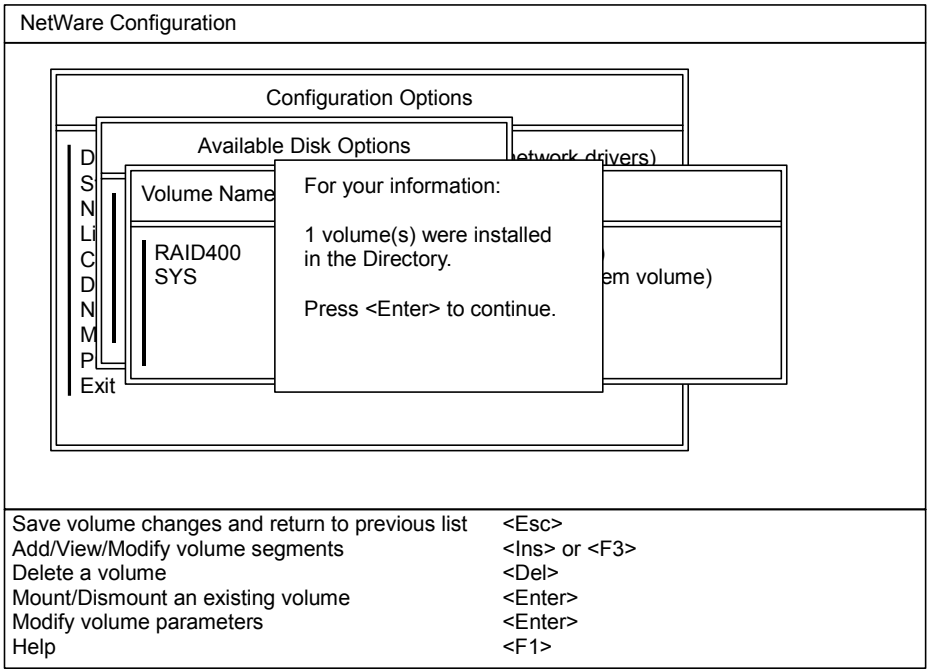 NetWare Configuration
Configuration Options
Available Disk Options
network drivers)
D
S
Volume Name
For your information:
N
Li
1 volume(s) were installed
C
RAID400
in the Directory.
)
D
SYS
em volume)
N
Press <Enter> to continue.
M
P
Exit
Save volume changes and return to previous list <Esc>
Add/View/Modify volume segments <Ins> or <F3>
Delete a volume <Del>
Mount/Dismount an existing volume <Enter>
Modify volume parameters <Enter>
Help <F1>